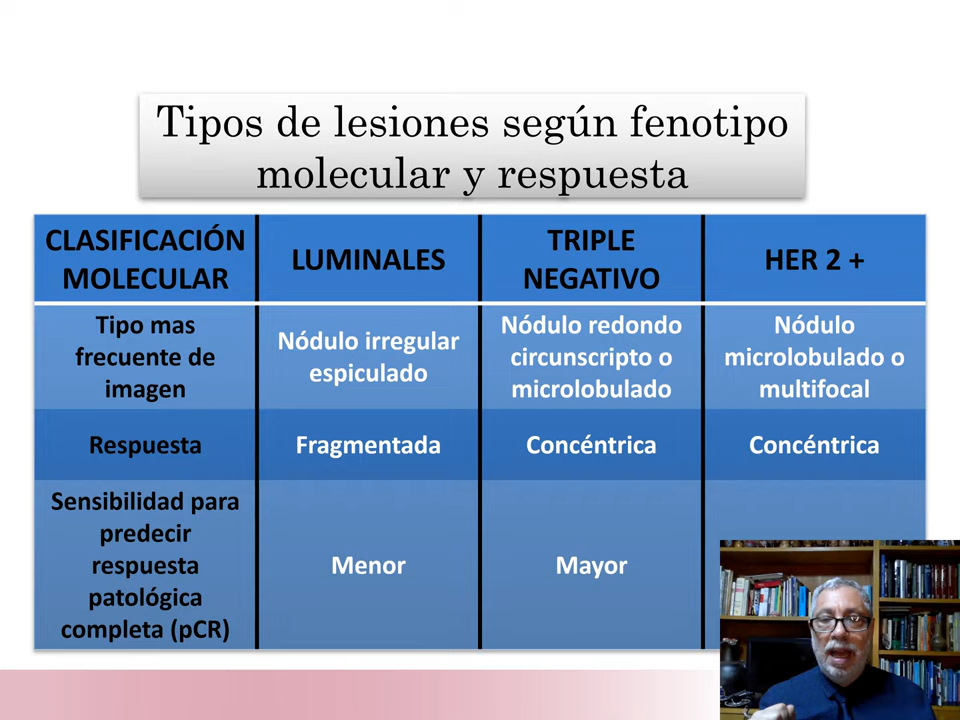 Tipos de lesiones según fenotipo
molecular y respuesta
CLASIFICACIÓN
MOLECULAR
LUMINALES
TRIPLE
NEGATIVO
HER 2 +
Tipo mas
frecuente de
imagen
Nódulo irregular
espiculado
Nódulo redondo
circunscripto o
microlobulado
Nódulo
microlobulado o
multifocal
Respuesta
Fragmentada
Concéntrica
Concéntrica
Sensibilidad para
predecir
respuesta
patológica
completa (pCR)
Menor
Mayor